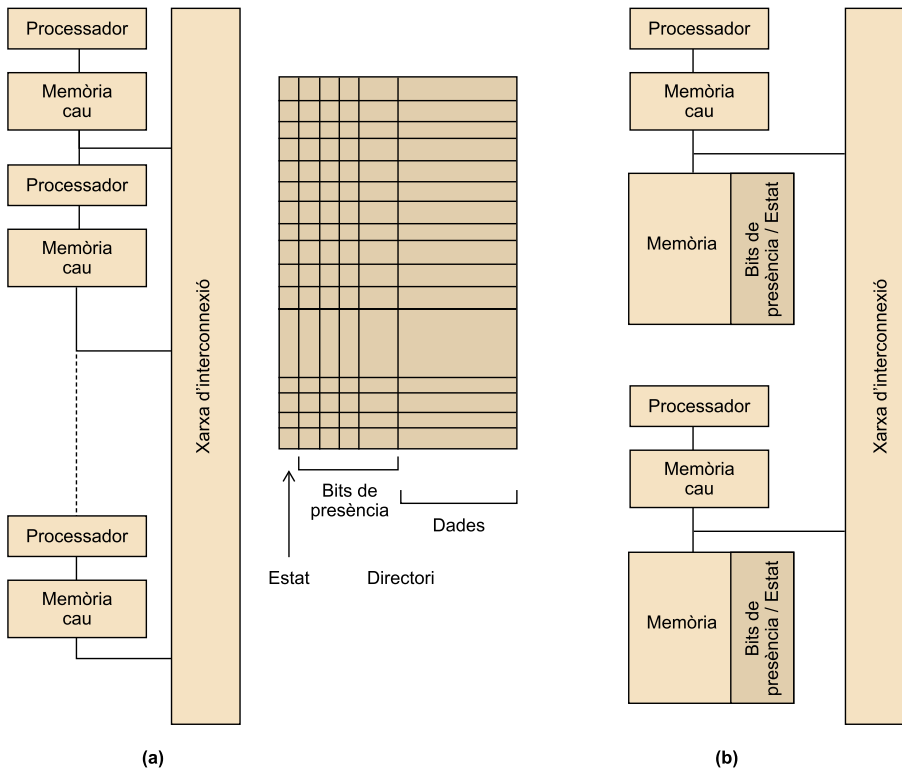 Processador
Memòria
cau
Processador
Memòria
cau
Processador
Memòria
cau
Xarxa d'interconnexió
Bits de
presència
Dades
Estat
Directori
(a)
Processador
Memòria
cau
Memòria
Bits de
presència / Estat
Processador
Memòria
cau
Memòria
Bits de
presència / Estat
Xarxa d'interconnexió
(b)